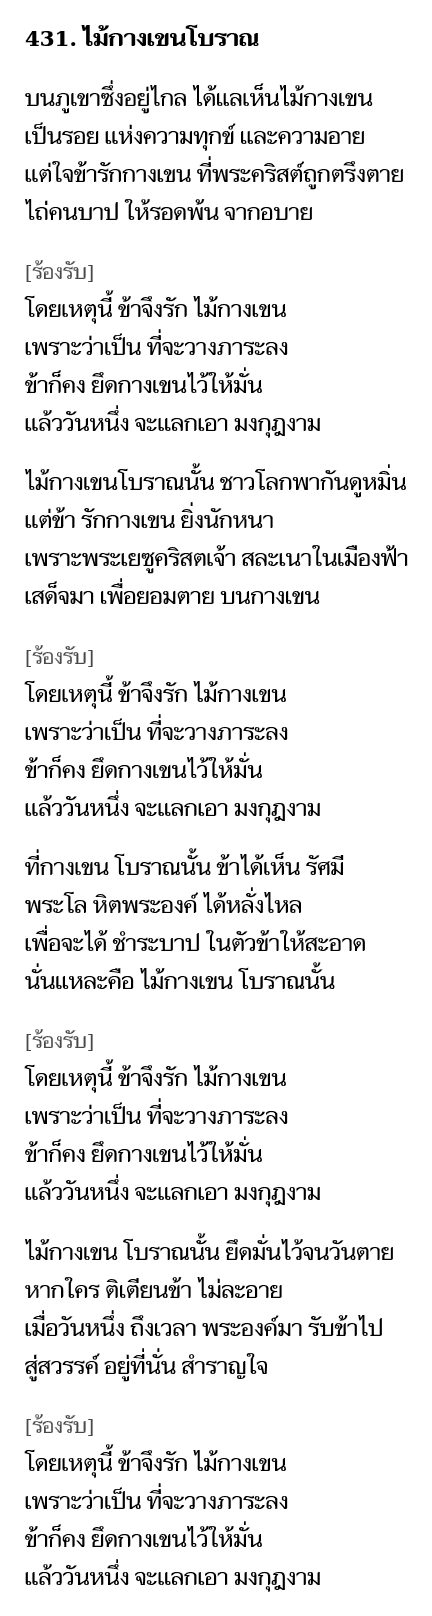 431. ไม้กางเขนโบราณ
บนภูเขาซึ่งอยู่ไกล ได้แลเห็นไม้กางเขน
เป็นรอย แห่งความทุกข์ และความอาย
แต่ใจข้ารักกางเขน ที่พระคริสต์ถูกตรึงตาย
ไถ่คนบาป ให้รอดพ้น จากอบาย
[ร้องรับ]
โดยเหตุนี้ ข้าจึงรัก ไม้กางเขน
เพราะว่าเป็น ที่จะวางภาระลง
ข้าก็คง ยึดกางเขนไว้ให้มั่น
แล้ววันหนึ่ง จะแลกเอา มงกุฎงาม
ไม้กางเขนโบราณนั้น ชาวโลกพากันดูหมิ่น
แต่ข้า รักกางเขน ยิ่งนักหนา
เพราะพระเยซูคริสตเจ้า สละเนาในเมืองฟ้า
เสด็จมา เพื่อยอมตาย บนกางเขน
[ร้องรับ]
โดยเหตุนี้ ข้าจึงรัก ไม้กางเขน
เพราะว่าเป็น ที่จะวางภาระลง
ข้าก็คง ยึดกางเขนไว้ให้มั่น
แล้ววันหนึ่ง จะแลกเอา มงกุฎงาม
ที่กางเขน โบราณนั้น ข้าได้เห็น รัศมี
พระโล หิตพระองค์ ได้หลั่งไหล
เพื่อจะได้ ชำระบาป ในตัวข้าให้สะอาด
นั่นแหละคือ ไม้กางเขน โบราณนั้น
[ร้องรับ]
โดยเหตุนี้ ข้าจึงรัก ไม้กางเขน
เพราะว่าเป็น ที่จะวางภาระลง
ข้าก็คง ยึดกางเขนไว้ให้มั่น
แล้ววันหนึ่ง จะแลกเอา มงกุฎงาม
ไม้กางเขน โบราณนั้น ยึดมั่นไว้จนวันตาย
หากใคร ติเตียนข้า ไม่ละอาย
เมื่อวันหนึ่ง ถึงเวลา พระองค์มา รับข้าไป
สู่สวรรค์ อยู่ที่นั่น สำราญใจ
[ร้องรับ]
โดยเหตุนี้ ข้าจึงรัก ไม้กางเขน
เพราะว่าเป็น ที่จะวางภาระลง
ข้าก็คง ยึดกางเขนไว้ให้มั่น
แล้ววันหนึ่ง จะแลกเอา มงกุฎงาม